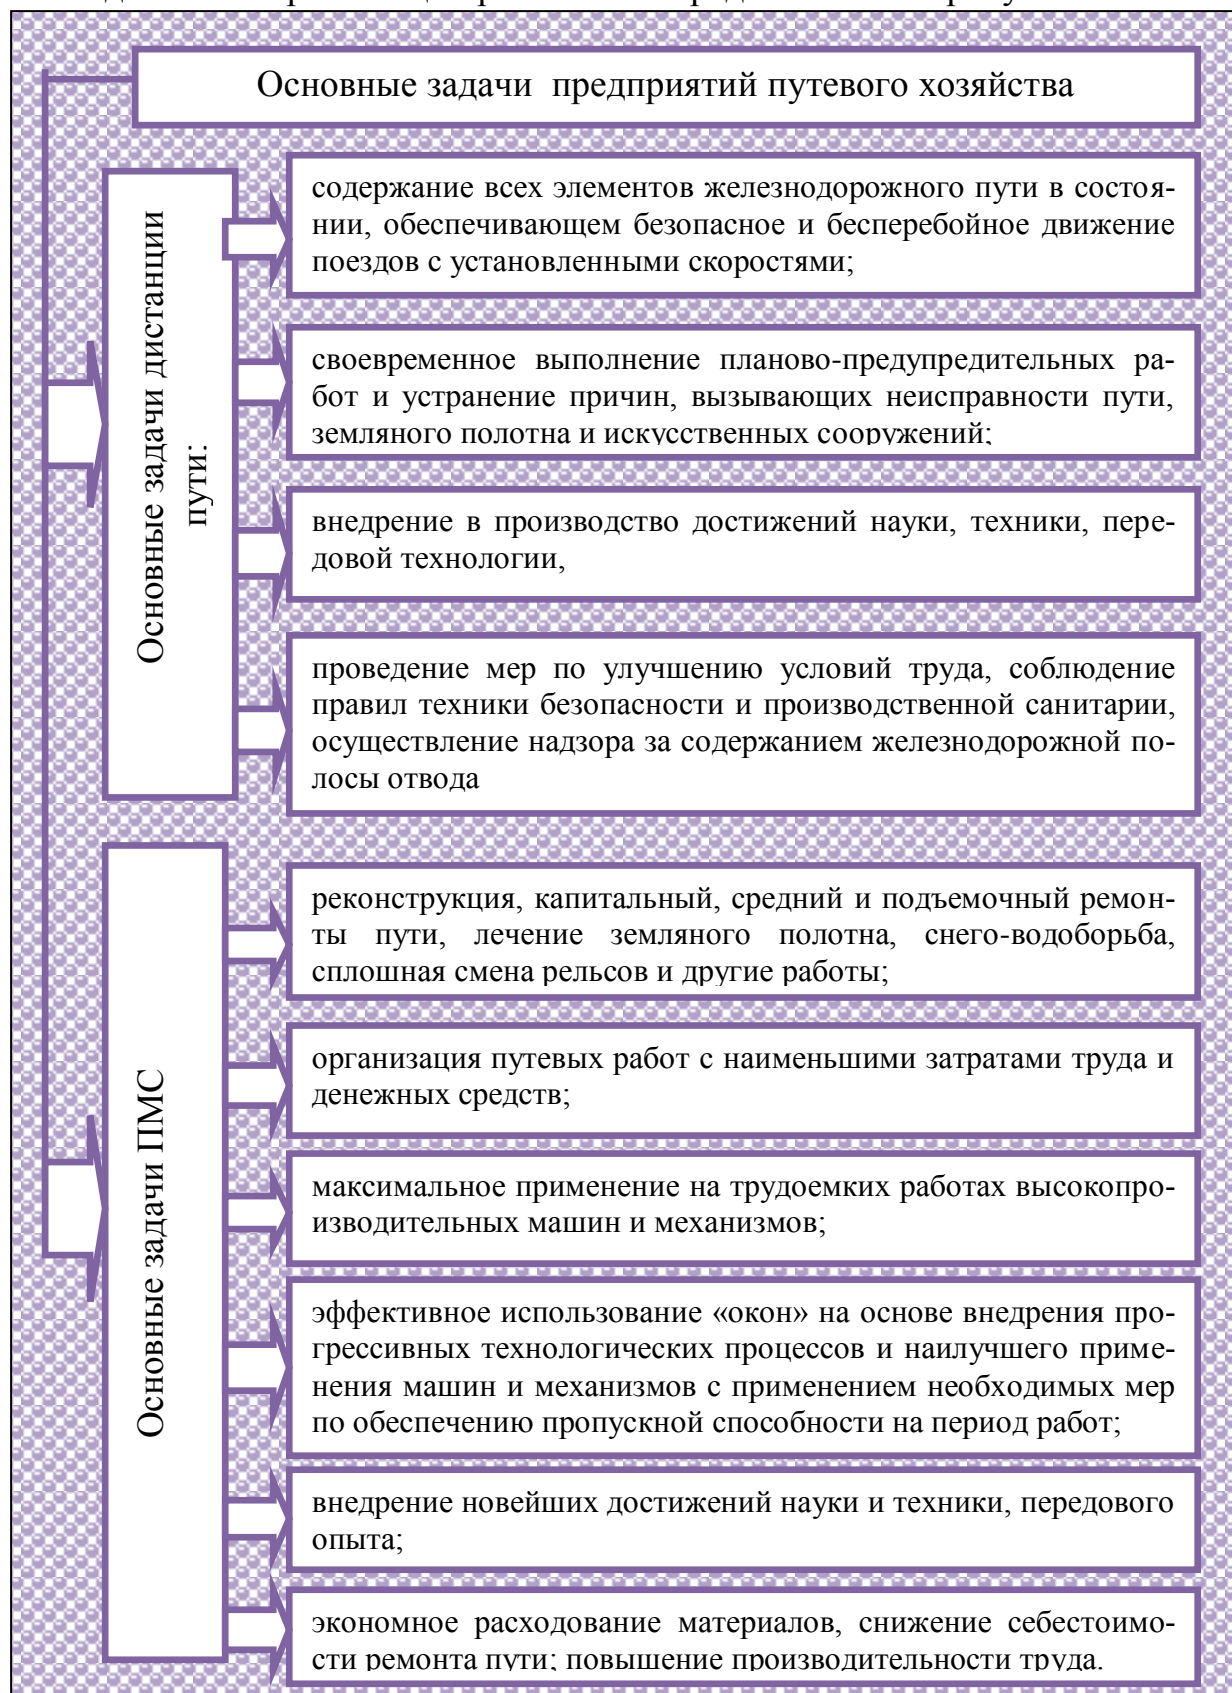 Основные задачи предприятий путевого хозяйства
Основные задачи дистанции
пути:
содержание всех элементов железнодорожного пути в состоя-
нии, обеспечивающем безопасное и бесперебойное движение
поездов с установленными скоростями;
своевременное выполнение планово-предупредительных ра-
бот и устранение причин, вызывающих неисправности пути,
земляного полотна и искусственных сооружений;
внедрение в производство достижений науки, техники, пере-
довой технологии,
проведение мер по улучшению условий труда, соблюдение
правил техники безопасности и производственной санитарии,
осуществление надзора за содержанием железнодорожной по-
лосы отвода
Основные задачи ПМС
реконструкция, капитальный, средний и подъемочный ремон-
ты пути, лечение земляного полотна, снего-водоборьба,
сплошная смена рельсов и другие работы;
организация путевых работ с наименьшими затратами труда и
денежных средств;
максимальное применение на трудоемких работах высокопро-
изводительных машин и механизмов;
эффективное использование «окон» на основе внедрения про-
грессивных технологических процессов и наилучшего приме-
нения машин и механизмов с применением необходимых мер
по обеспечению пропускной способности на период работ;
внедрение новейших достижений науки и техники, передового
опыта;
экономное расходование материалов, снижение себестоимо-
сти ремонта пути; повышение производительности труда.